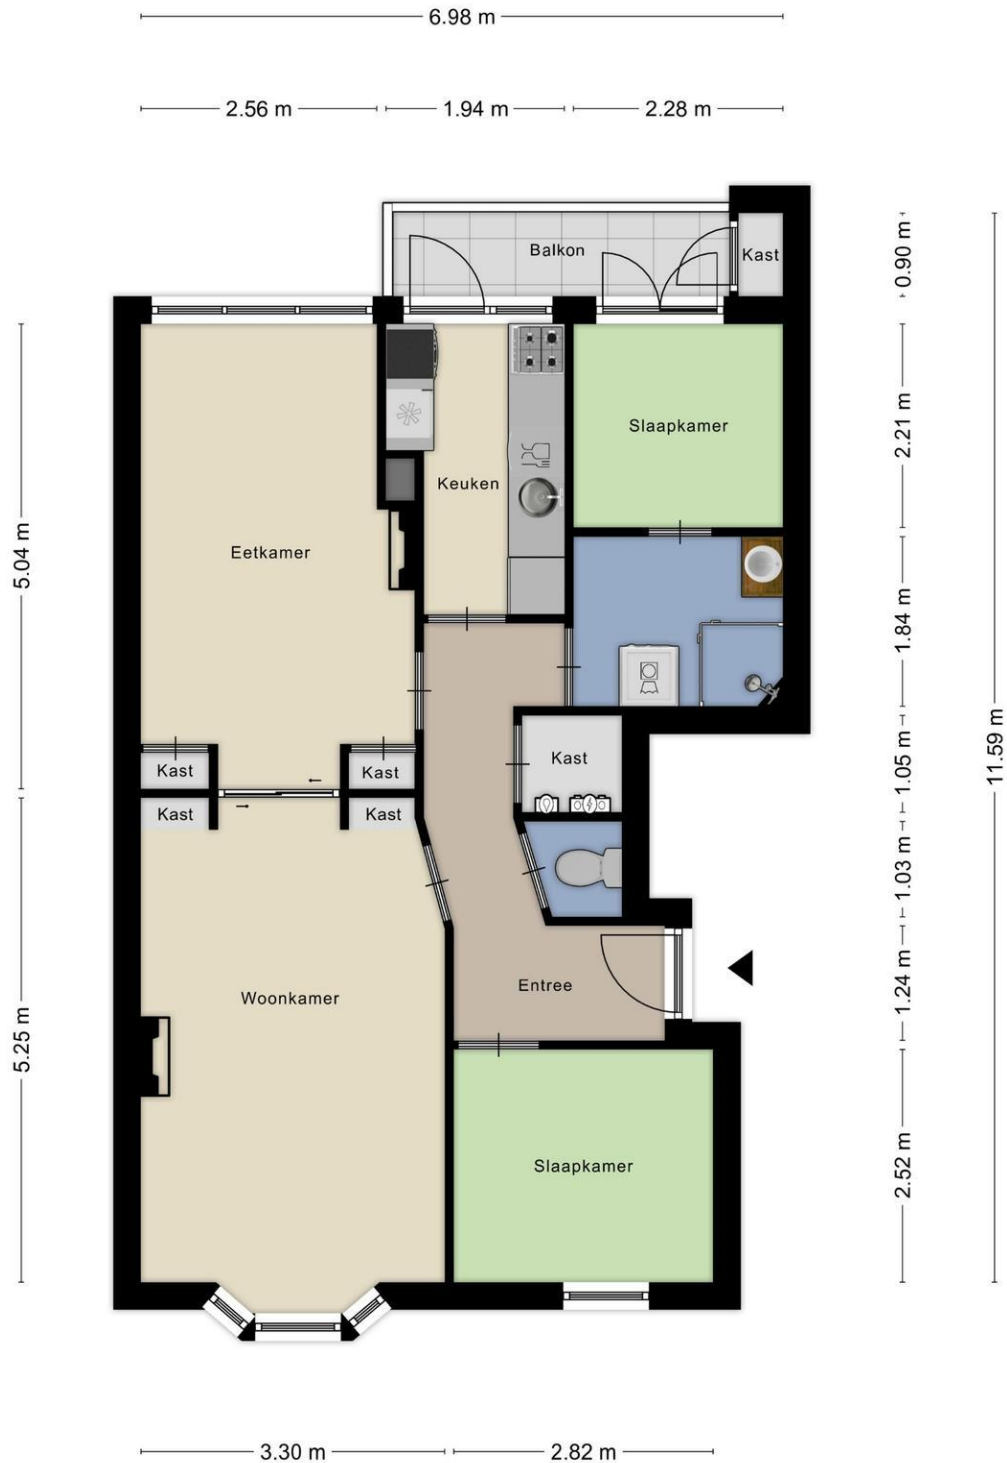 6.98 m
2.56 m
1.94 m
2.28 m
Balkon
Kast
0.90 m
Slaapkamer
2.21 m
Keuken
Eetkamer
5.04 m
1.84 m
11.59 m
Kast
Kast
Kast
1.05 m
Kast
Kast
1.03 m
Woonkamer
Entree
1.24 m
5.25 m
Slaapkamer
2.52 m
3.30 m
2.82 m